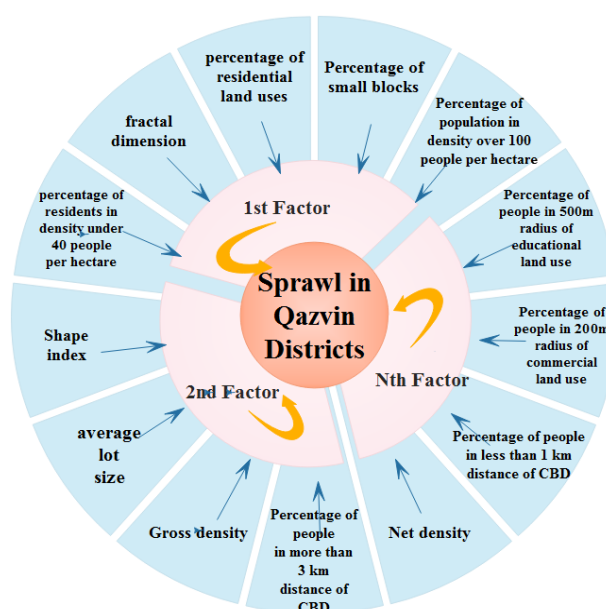 percentage of
residential
land uses
Percentage of
small blocks
Percentage of
population in
density over 100
people per hectare
Percentage of
people in 500m
radius of
educational
land use
Percentage of
people in 200m
radius of
commercial
land use
Percentage of people
in less than 1 km
distance of CBD
Net density
Percentage of
people
in more than
3 km
distance of
CBD
Gross density
average
lot
size
Shape
index
percentage of
residents in
density under
40 people
per hectare
fractal
dimension
1st Factor
2nd Factor
Nth Factor
Sprawl in
Qazvin
Districts